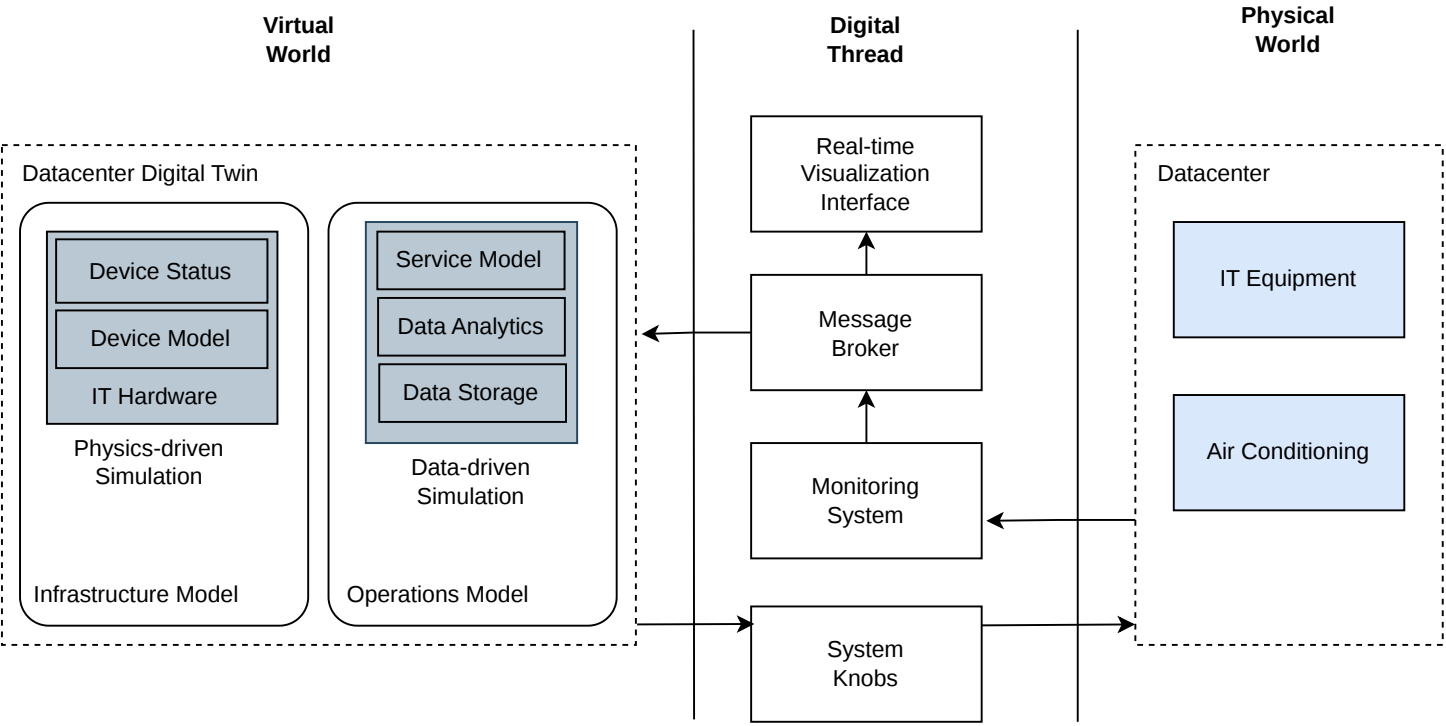 Virtual
World
Digital
Thread
Physical
World
Datacenter Digital Twin
Device Status
Device Model
IT Hardware
Physics-driven
Simulation
Infrastructure Model
Service Model
Data Analytics
Data Storage
Data-driven
Simulation
Operations Model
Real-time
Visualization
Interface
Message
Broker
Monitoring
System
System
Knobs
Datacenter
IT Equipment
Air Conditioning